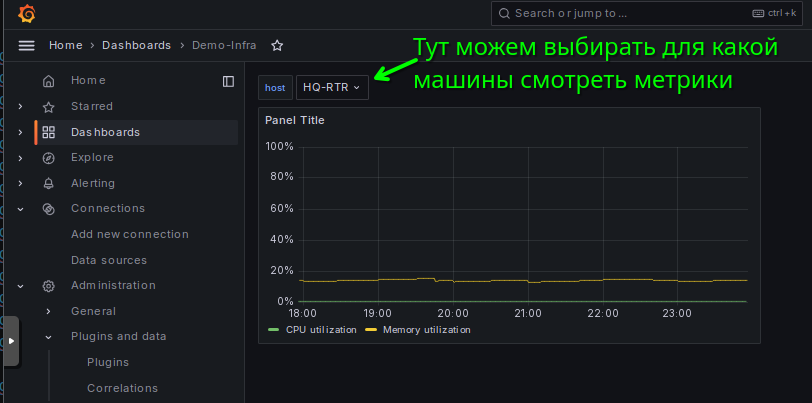 Search or jump to ...
ctrl+k
Home > Dashboards > Demo-Infra
Тут можем выбирать для какой
машины смотреть метрики
Home
Starred
Dashboards
Explore
Alerting
Connections
Add new connection
Data sources
Administration
General
Plugins and data
Plugins
Correlations
host
HQ-RTR
Panel Title
100%
80%
60%
40%
20%
0%
18:00 19:00 20:00 21:00 22:00 23:00
CPU utilization Memory utilization